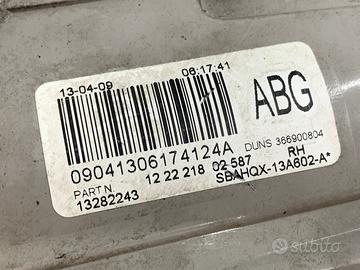 13-04-09 06:17:41
ABG
09041306174124A
DUNS 366900804
PART N. 12 22 218 02 587 RH
13282243 SBAHQX-13A602-A*
subito